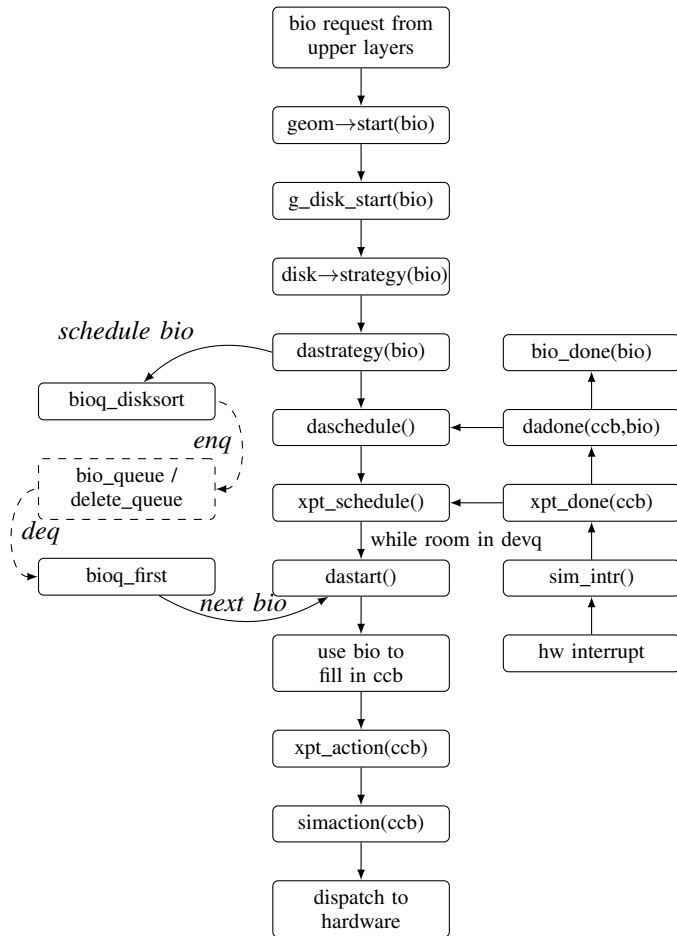 bio request from
upper layers
geom→start(bio)
g_disk_start(bio)
disk→strategy(bio)
schedule bio
dastrategy(bio)
bio_done(bio)
bioq_disksort
enq
daschedule()
dadone(ccb,bio)
bio_queue /
delete_queue
deq
xpt_schedule()
xpt_done(ccb)
while room in devq
bioq_first
next bio
dastart()
sim_intr()
use bio to
fill in ccb
hw interrupt
xpt_action(ccb)
simaction(ccb)
dispatch to
hardware